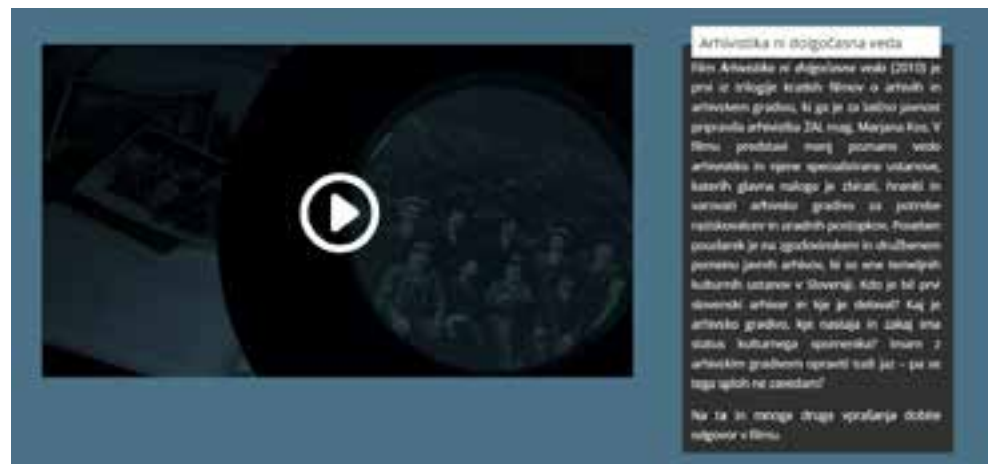 Arhivistika ni dolgočasna veda
Film Arhivistika ni dolgočasna veda (2010) je
prvi iz trilogije kratkih filmov o arhivih in
arhivskem gradivu, ki ga je za širšo javnost
pripravila arhivistka ZAL mag. Marjana Kos. V
filmu predstavi manj poznano vedo
arhivistiko in njene specializirane ustanove,
katerih glavna naloga je zbirati, hraniti in
varovati arhivsko gradivo za potrebe
raziskovalnih in uradnih postopkov. Poseben
poudarek je na zgodovinskem in družbenem
pomenu javnih arhivov, ki so ene temeljnih
kulturnih ustanov v Sloveniji. Kdo je bil prvi
slovenski arhivar in kje je deloval? Kaj je
arhivsko gradivo, kje nastaja in zakaj ima
status kulturnega spomenika? Imam z
arhivskim gradivom opraviti tudi jaz – pa se
tega sploh ne zavedam?
Na ta in mnoga druga vprašanja dobite
odgovor v filmu.